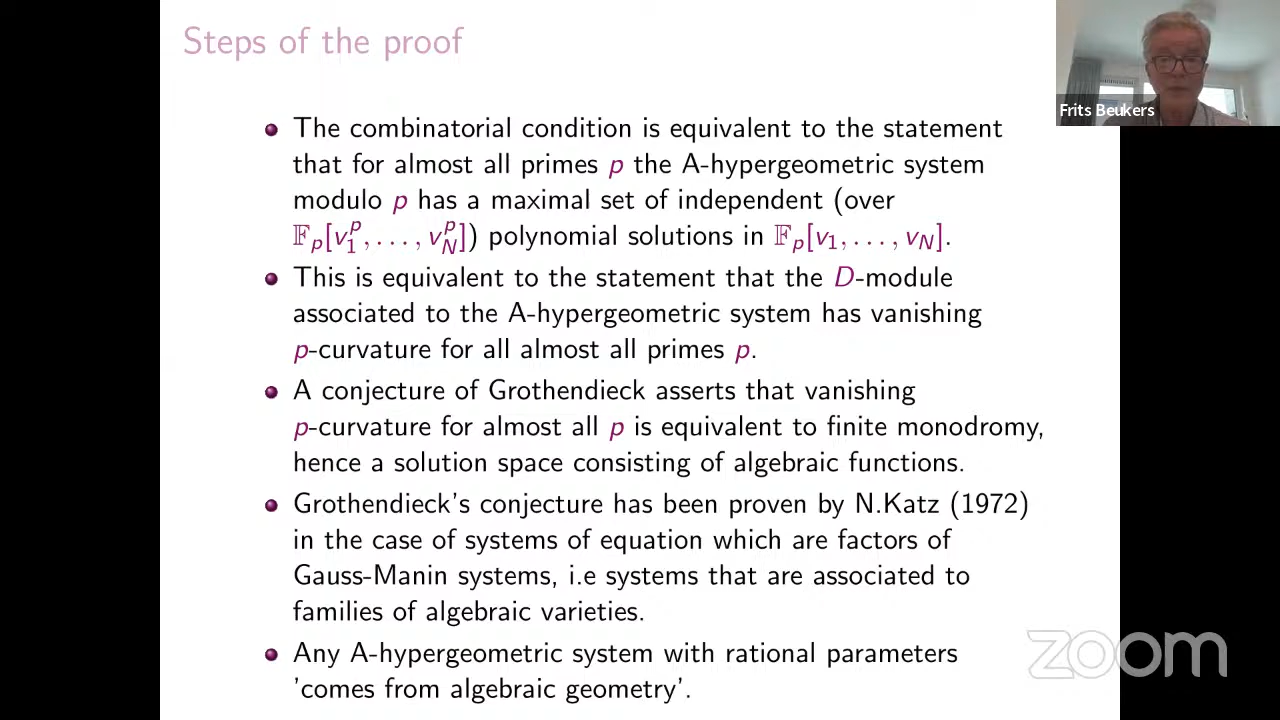 Steps of the proof
Frits Beukers
The combinatorial condition is equivalent to the statement
that for almost all primes p the A-hypergeometric system
modulo p has a maximal set of independent (over
𝔽ₚ[v₁ᵖ, . . . , v_N^p]) polynomial solutions in 𝔽ₚ[v₁, . . . , v_N].
This is equivalent to the statement that the D-module
associated to the A-hypergeometric system has vanishing
p-curvature for all almost all primes p.
A conjecture of Grothendieck asserts that vanishing
p-curvature for almost all p is equivalent to finite monodromy,
hence a solution space consisting of algebraic functions.
Grothendieck's conjecture has been proven by N.Katz (1972)
in the case of systems of equation which are factors of
Gauss-Manin systems, i.e systems that are associated to
families of algebraic varieties.
Any A-hypergeometric system with rational parameters
'comes from algebraic geometry'.
zoom